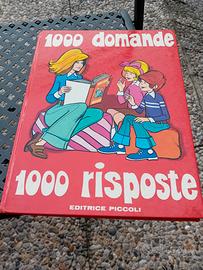 1000 domande
1000 risposte
EDITRICE PICCOLI